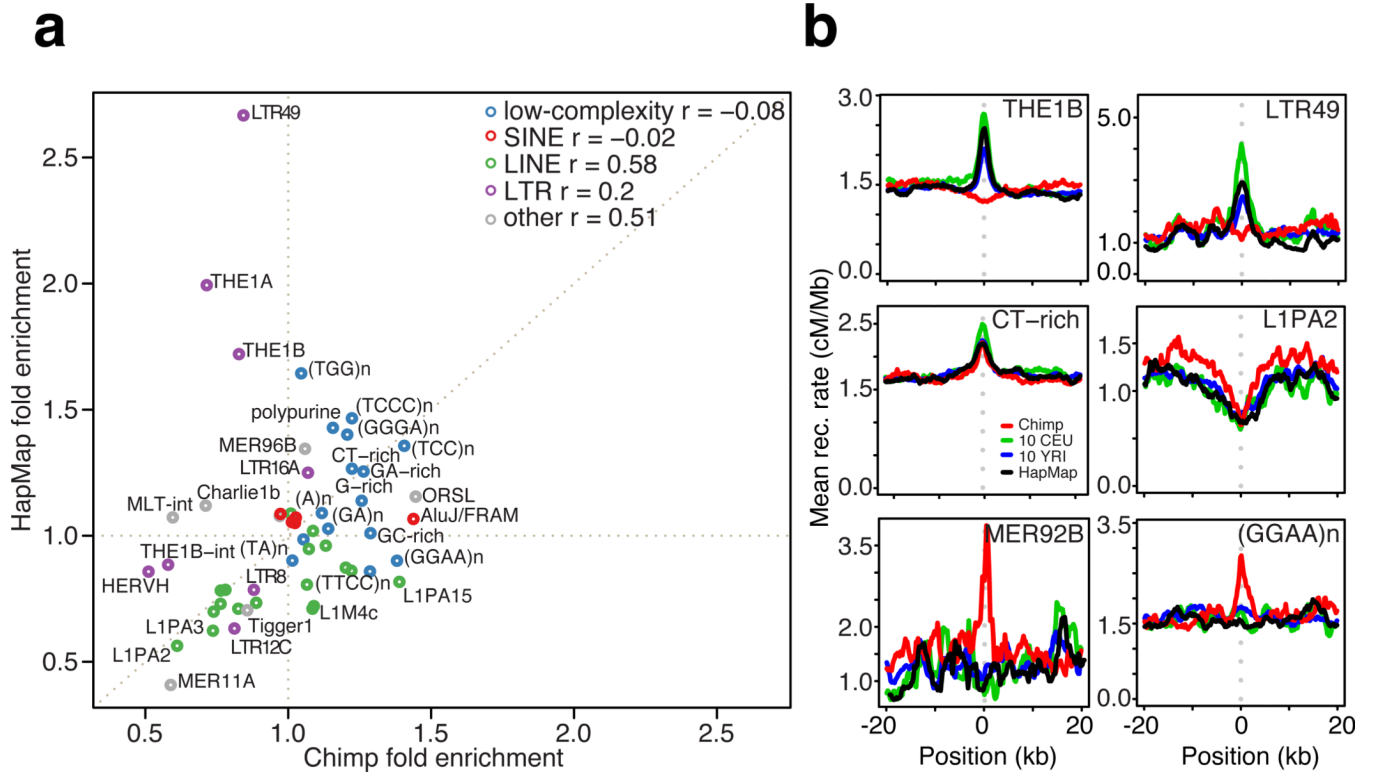 a
HapMap fold enrichment
2.5
2.0
1.5
1.0
0.5
0.5
1.0
1.5
2.0
2.5
Chimp fold enrichment
low−complexity r = −0.08
SINE r = −0.02
LINE r = 0.58
LTR r = 0.2
other r = 0.51
LTR49
THE1A
THE1B
(TGG)n
(TCCC)n
polypurine
(GGGA)n
MER96B
(TCC)n
CT−rich
LTR16A
GA−rich
G−rich
Charlie1b
(A)n
ORSL
MLT−int
(GA)n
AluJ/FRAM
GC−rich
THE1B−int
(TA)n
(GGAA)n
HERVH
LTR8
(TTCC)n
L1PA15
L1M4c
L1PA3
Tigger1
LTR12C
L1PA2
MER11A
b
Mean rec. rate (cM/Mb)
THE1B
3.0
1.5
0.0
LTR49
5.0
1.0
0.0
CT−rich
2.5
1.5
0.0
Chimp
10 CEU
10 YRI
HapMap
L1PA2
1.5
1.0
0.0
MER92B
3.5
2.0
1.0
−20
0
20
Position (kb)
(GGAA)n
3.5
1.5
0.0
−20
0
20
Position (kb)